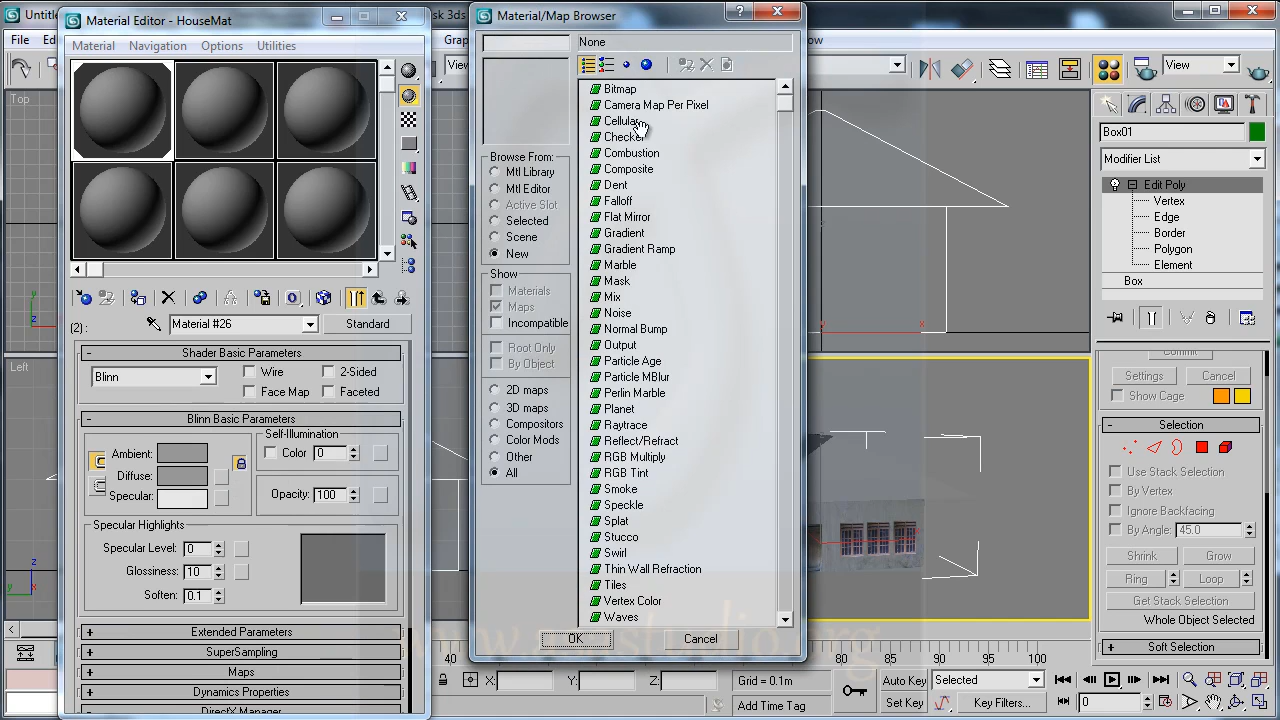 Untitl
Material Editor - HouseMat
Material/Map Browser
k 3ds
File
Ed
Material
Navigation
Options
Utilities
None
Grap
View
View
Top
Bitmap
Camera Map Per Pixel
Cellular
Checker
Combustion
Composite
Dent
Falloff
Flat Mirror
Gradient
Gradient Ramp
Marble
Mask
Mix
Noise
Normal Bump
Output
Particle Age
Particle MBlur
Perlin Marble
Planet
Raytrace
Reflect/Refract
RGB Multiply
RGB Tint
Smoke
Speckle
Splat
Stucco
Swirl
Thin Wall Refraction
Tiles
Vertex Color
Waves
Browse From:
Mtl Library
Mtl Editor
Active Slot
Selected
Scene
New
Show
Materials
Maps
Incompatible
Root Only
By Object
2D maps
3D maps
Compositors
Color Mods
Other
All
OK
Cancel
(2) :
Material #26
Standard
Shader Basic Parameters
Blinn
Wire
2-Sided
Face Map
Faceted
Blinn Basic Parameters
Ambient:
Diffuse:
Specular:
Self-Illumination
Color
0
Opacity:
100
Specular Highlights
Specular Level:
0
Glossiness:
10
Soften:
0.1
Extended Parameters
SuperSampling
Maps
Dynamics Properties
DirectX Manager
Left
Box01
Modifier List
Edit Poly
Vertex
Edge
Border
Polygon
Element
Box
Commit
Settings
Cancel
Show Cage
Selection
Use Stack Selection
By Vertex
Ignore Backfacing
By Angle:
45.0
Shrink
Grow
Ring
Loop
Get Stack Selection
Whole Object Selected
Soft Selection
40
80
85
90
95
100
X:
Y:
Z:
Grid = 0.1m
Add Time Tag
Auto Key
Selected
Set Key
Key Filters...
0